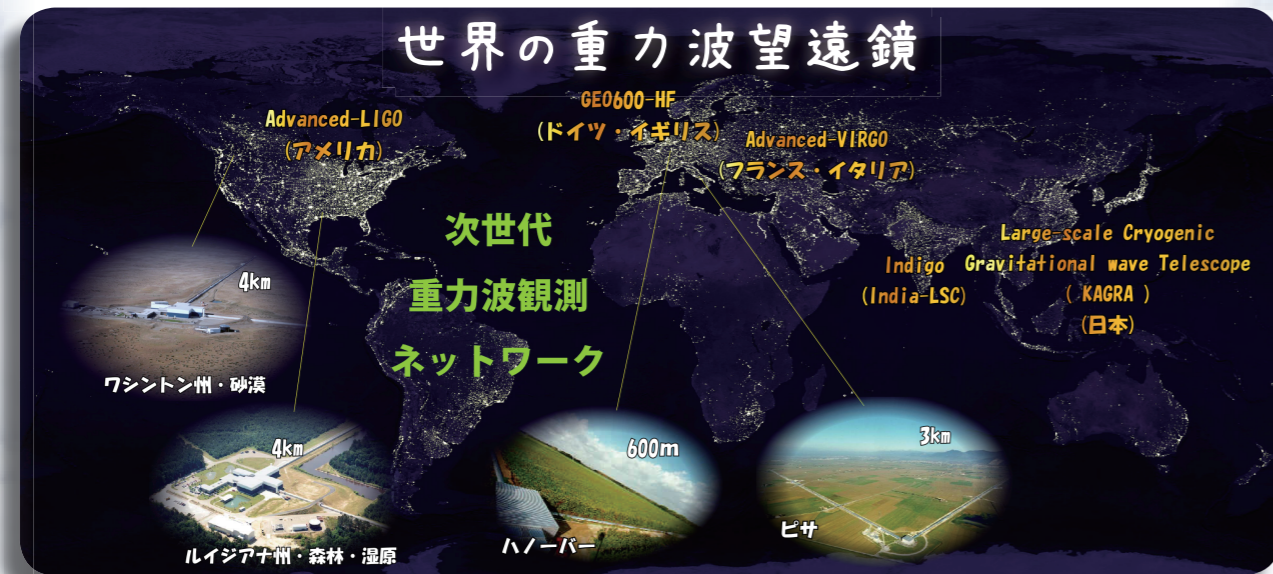 世界の重力波望遠鏡
Advanced-LIGO
(アメリカ)
GEO600-HF
(ドイツ・イギリス)
Advanced-VIRGO
(フランス・イタリア)
次世代
重力波観測
ネットワーク
Indigo
(India-LSC)
Large-scale Cryogenic
Gravitational wave Telescope
( KAGRA )
(日本)
4km
ワシントン州・砂漠
4km
ルイジアナ州・森林・湿原
600m
ハノーバー
3km
ピサ